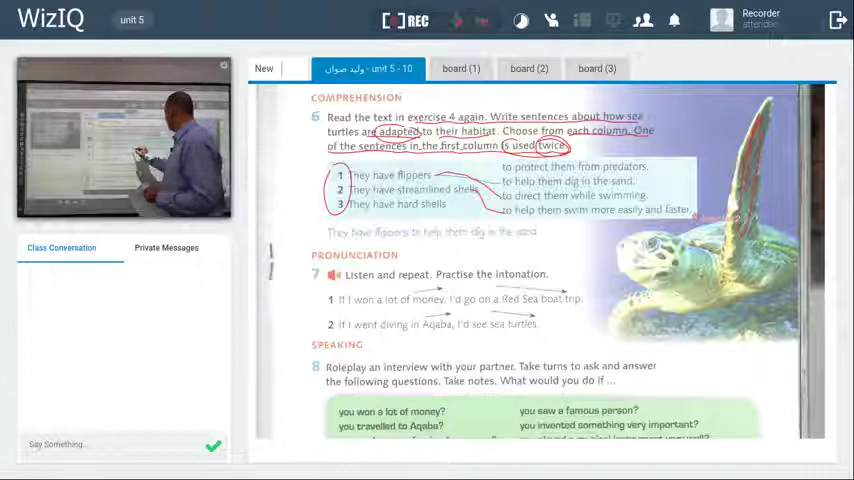 WizIQ
unit 5
REC
Recorder
attendee
New
وليد صوان - unit 5 - 10
board (1)
board (2)
board (3)
COMPREHENSION
6 Read the text in exercise 4 again. Write sentences about how sea
turtles are adapted to their habitat. Choose from each column. One
of the sentences in the first column is used twice.
1 They have flippers
2 They have streamlined shells
3 They have hard shells
to protect them from predators.
to help them dig in the sand.
to direct them while swimming.
to help them swim more easily and faster.
They have flippers to help them dig in the sand
PRONUNCIATION
7 Listen and repeat. Practise the intonation.
1 If I won a lot of money, I'd go on a Red Sea boat trip.
2 If I went diving in Aqaba, I'd see sea turtles.
SPEAKING
8 Roleplay an interview with your partner. Take turns to ask and answer
the following questions. Take notes. What would you do if ...
you won a lot of money?
you travelled to Aqaba?
you saw a famous person?
you invented something very important?
Class Conversation
Private Messages
Say Something...